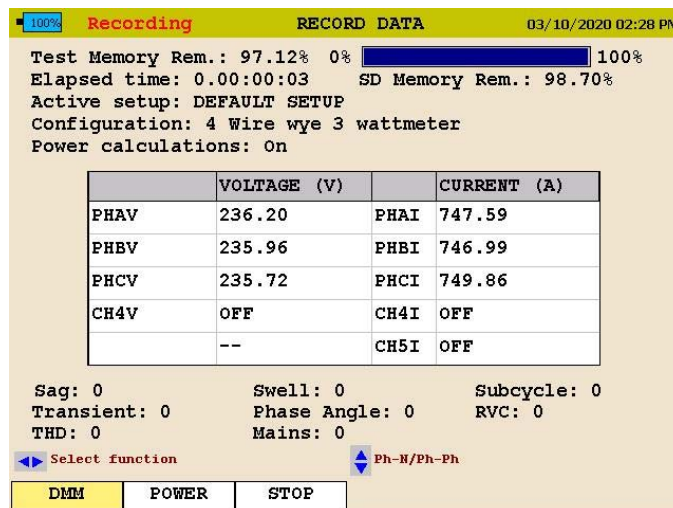 100% Recording RECORD DATA 03/10/2020 02:28 PM
Test Memory Rem.: 97.12% 0% 100%
Elapsed time: 0.00:00:03 SD Memory Rem.: 98.70%
Active setup: DEFAULT SETUP
Configuration: 4 Wire wye 3 wattmeter
Power calculations: On
VOLTAGE (V) CURRENT (A)
PHAV 236.20 PHAI 747.59
PHBV 235.96 PHBI 746.99
PHCV 235.72 PHCI 749.86
CH4V OFF CH4I OFF
-- CH5I OFF
Sag: 0 Swell: 0 Subcycle: 0
Transient: 0 Phase Angle: 0 RVC: 0
THD: 0 Mains: 0
Select function Ph-N/Ph-Ph
DMM POWER STOP